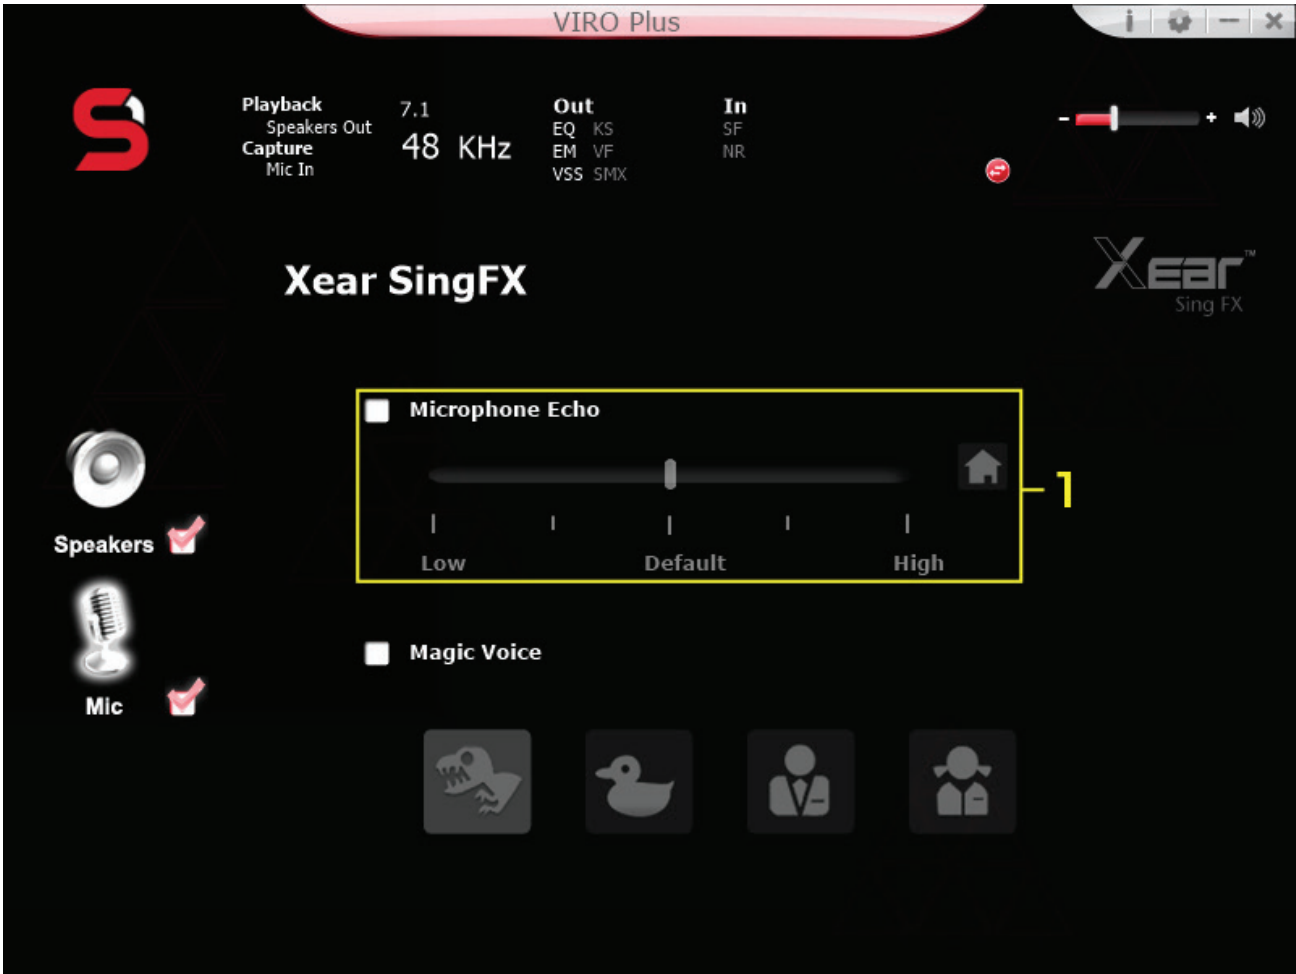 VIRO Plus
i
Playback 7.1 Out In
Speakers Out EQ KS SF
Capture 48 KHz EM VF NR
Mic In VSS SMX
- +
Xear™
Sing FX
Xear SingFX
Microphone Echo
1
Low Default High
Speakers
Magic Voice
Mic